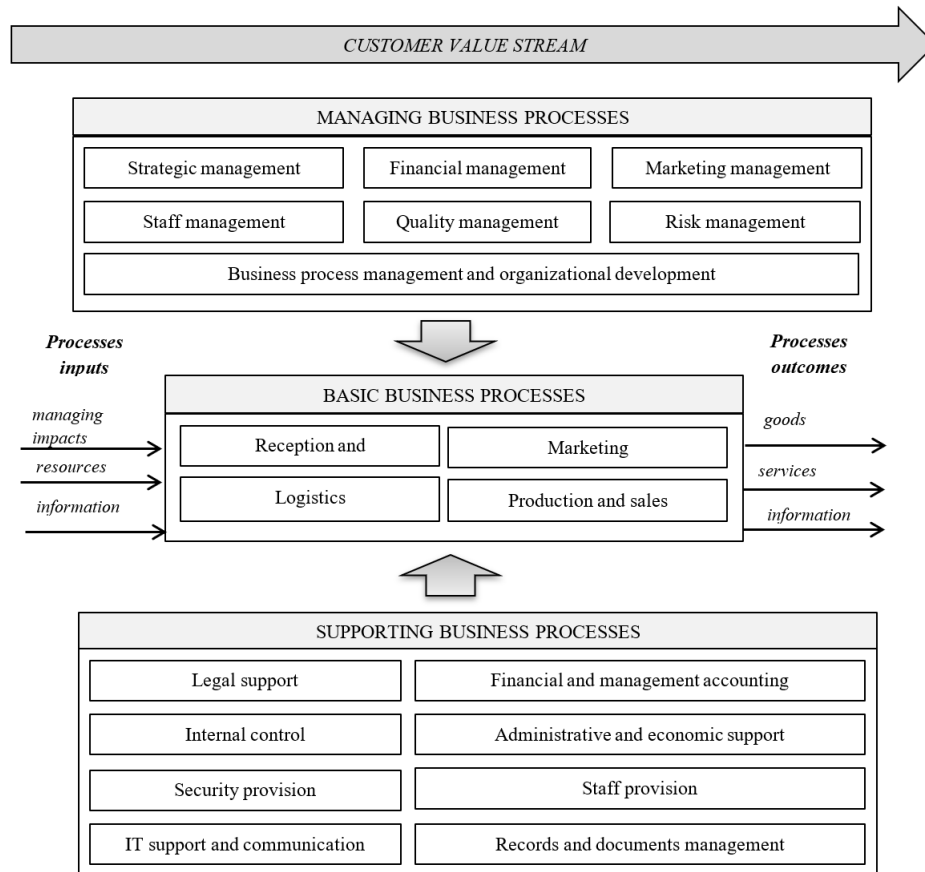 CUSTOMER VALUE STREAM
MANAGING BUSINESS PROCESSES
Strategic management
Financial management
Marketing management
Staff management
Quality management
Risk management
Business process management and organizational development
Processes
inputs
Processes
outcomes
BASIC BUSINESS PROCESSES
managing
impacts
resources
information
Reception and
Marketing
Logistics
Production and sales
goods
services
information
SUPPORTING BUSINESS PROCESSES
Legal support
Financial and management accounting
Internal control
Administrative and economic support
Security provision
Staff provision
IT support and communication
Records and documents management